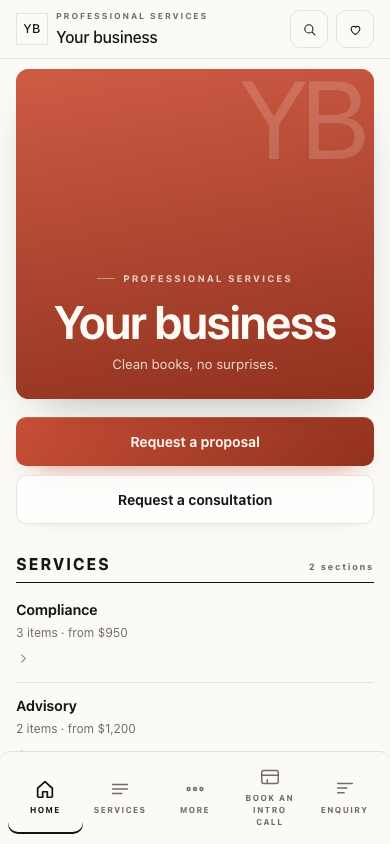 YB
PROFESSIONAL SERVICES
Your business
YB
PROFESSIONAL SERVICES
Your business
Clean books, no surprises.
Request a proposal
Request a consultation
SERVICES
2 sections
Compliance
3 items · from $950
Advisory
2 items · from $1,200
HOME
SERVICES
MORE
BOOK AN
INTRO
CALL
ENQUIRY